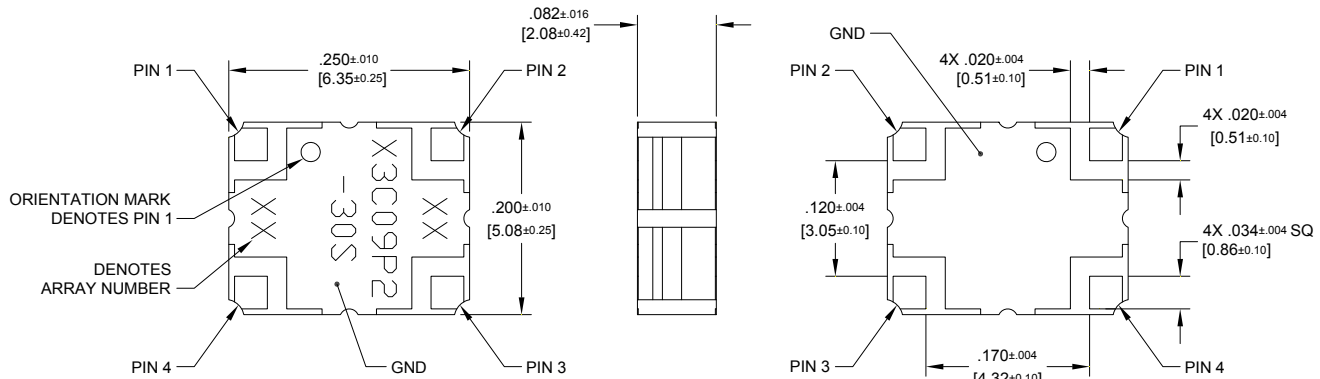 PIN 1
.250±.010
[6.35±0.25]
PIN 2
ORIENTATION MARK
DENOTES PIN 1
X3C09P2
-30S
XX
XX
.200±.010
[5.08±0.25]
DENOTES
ARRAY NUMBER
PIN 4
GND
PIN 3
.082±.016
[2.08±0.42]
GND
4X .020±.004
[0.51±0.10]
PIN 2
PIN 1
4X .020±.004
[0.51±0.10]
.120±.004
[3.05±0.10]
4X .034±.004 SQ
[0.86±0.10]
PIN 3
.170±.004
[4.32±0.10]
PIN 4